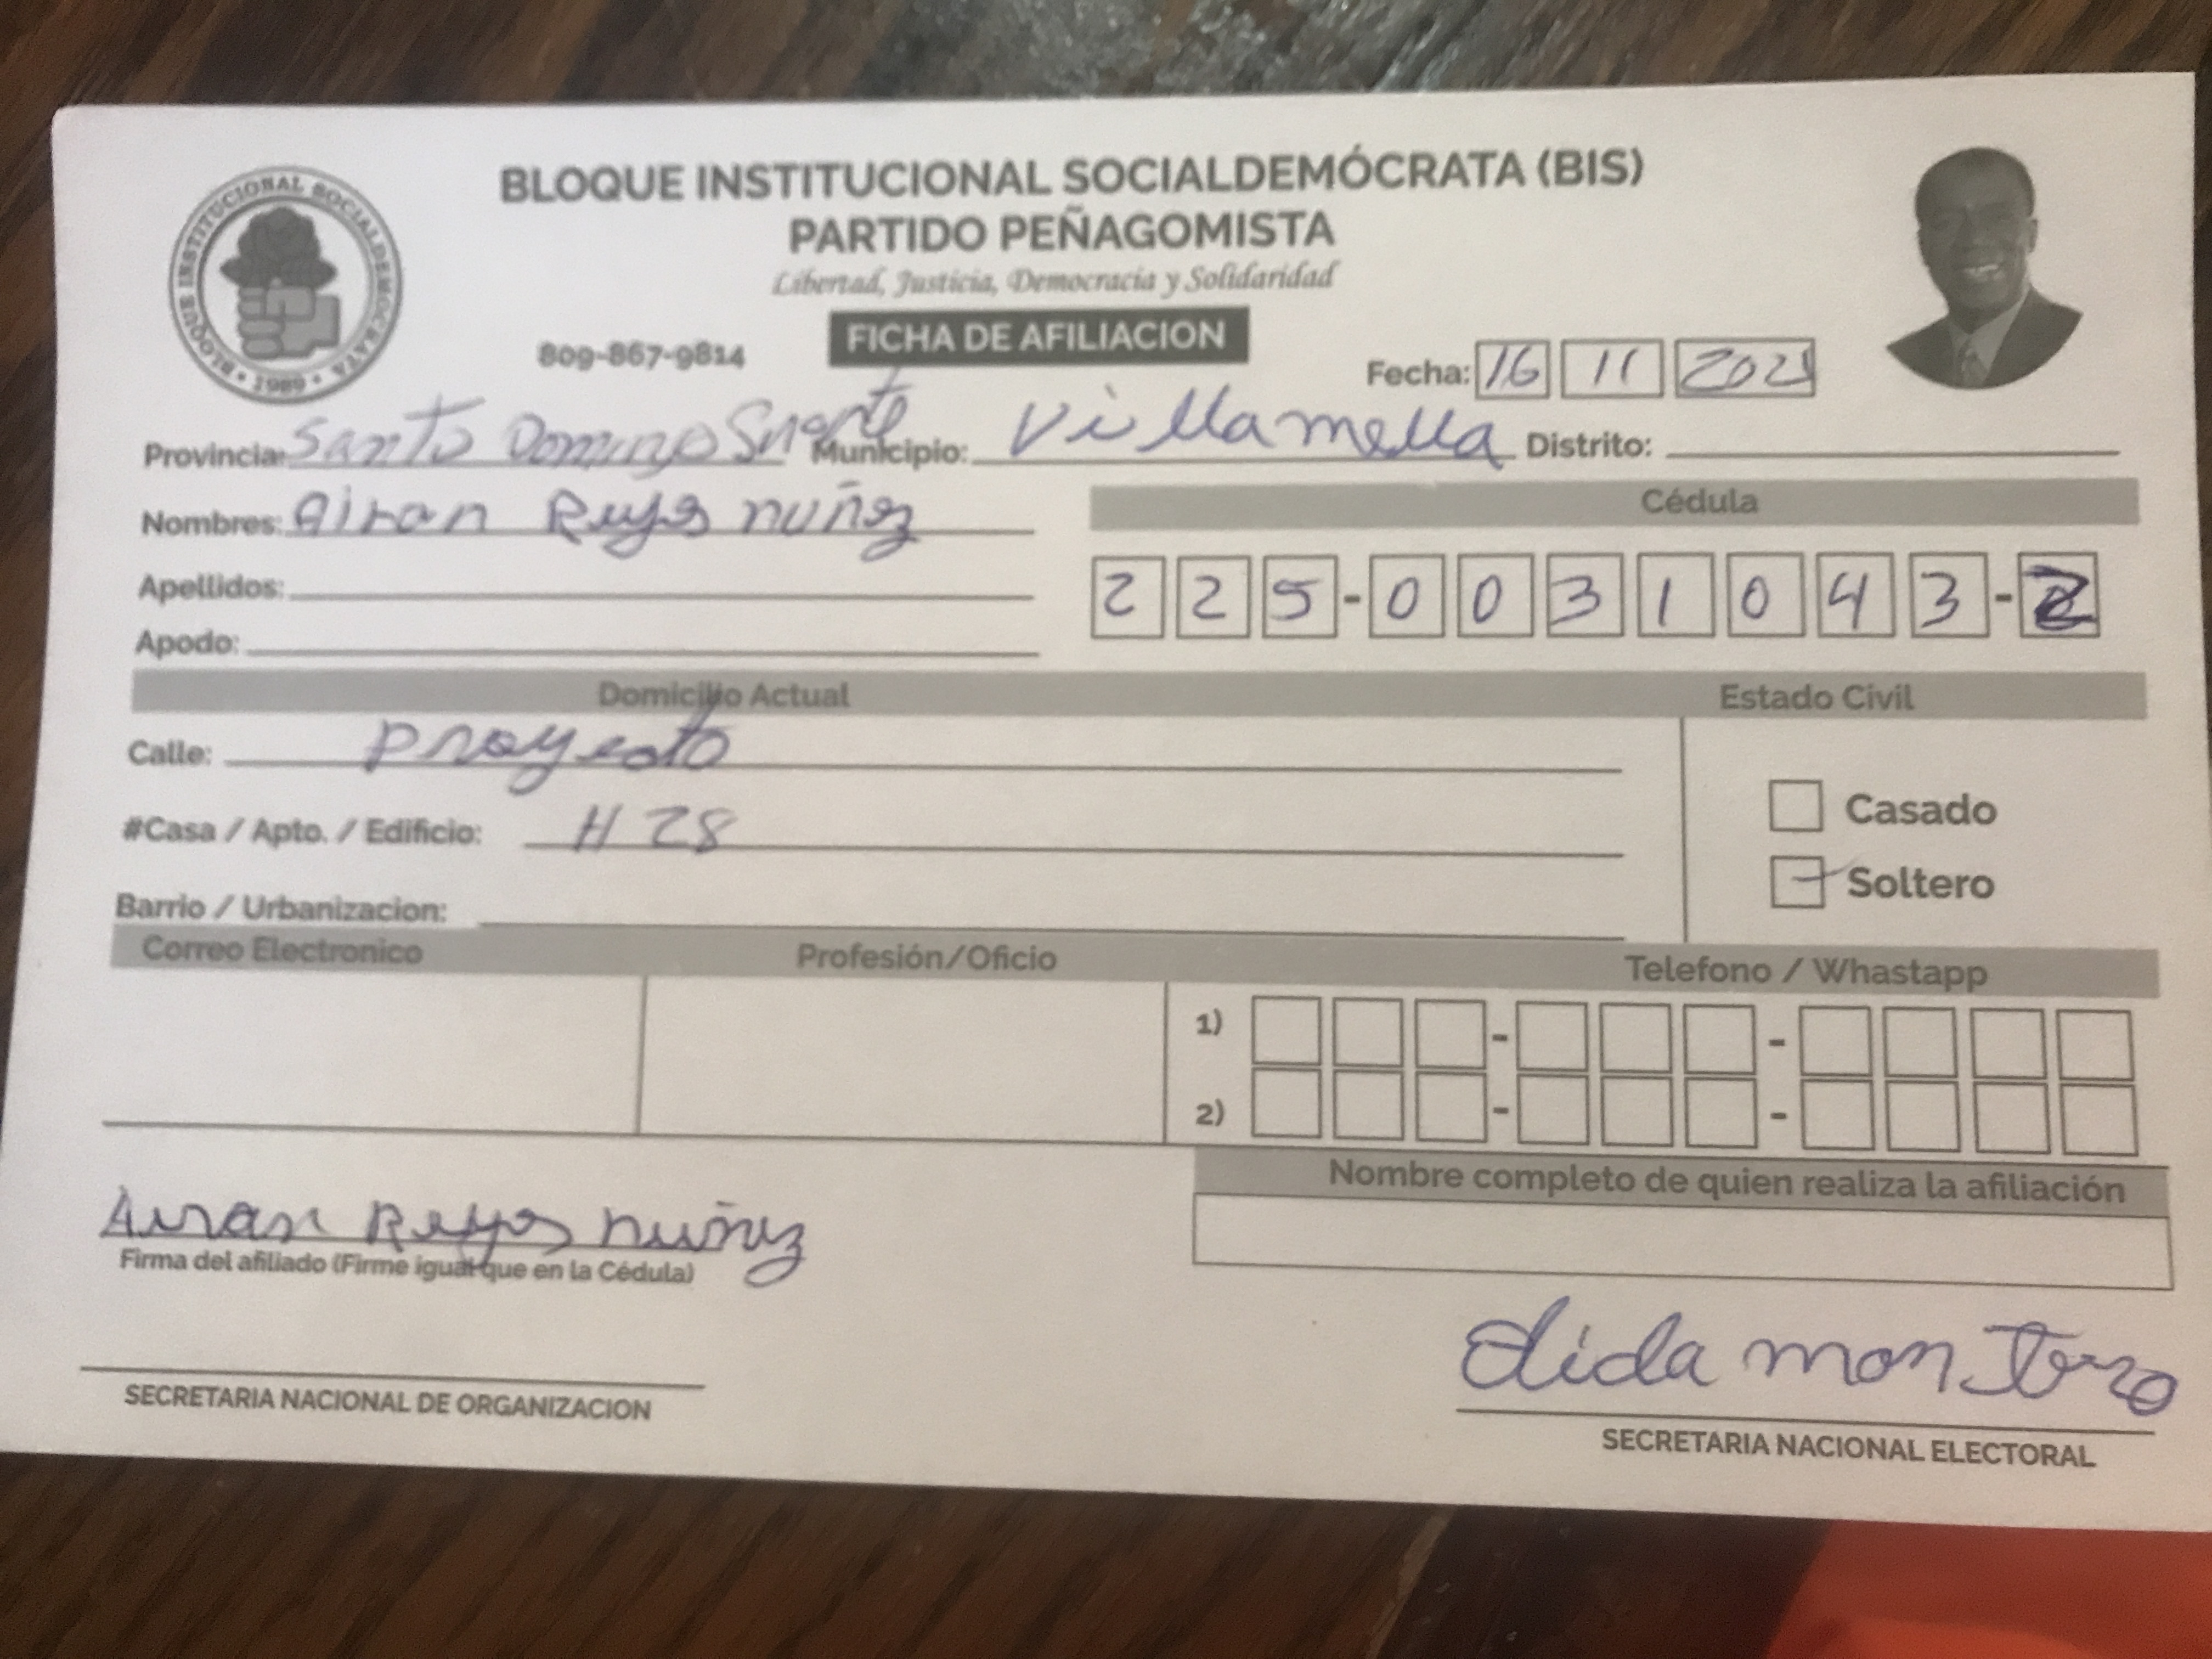 BLOQUE INSTITUCIONAL SOCIALDEMÓCRATA (BIS)
PARTIDO PEÑAGOMISTA
Libertad, Justicia, Democracia y Solidaridad
BLOQUE INSTITUCIONAL SOCIALDEMOCRATA • 1989 •
809-867-9814 FICHA DE AFILIACION Fecha: 16 11 2021
Provincia: Santo Domingo Municipio: Villa mella Distrito:
Nombres: Airan Reyes nuñez Cédula
Apellidos: 225-0031043-2
Apodo:
Domicilio Actual Estado Civil
Calle: proyecto
#Casa / Apto. / Edificio: H 28 Casado
Soltero
Barrio / Urbanizacion:
Correo Electronico Profesión/Oficio Telefono / Whastapp
1)
2)
Nombre completo de quien realiza la afiliación
Airan Reyes nuñez
Firma del afiliado (Firme igual que en la Cédula)
elida montero
SECRETARIA NACIONAL DE ORGANIZACION SECRETARIA NACIONAL ELECTORAL